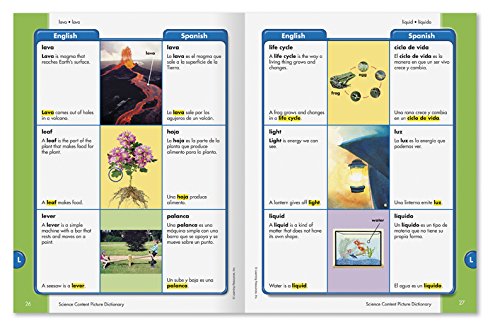 lava • lava
English
Spanish
lava
Lava is magma that
reaches Earth's surface.
Lava comes out of holes
in a volcano.
lava
lava
La lava es el magma que
sale a la superficie de la
Tierra.
La lava sale por los
agujeros de un volcán.
leaf
A leaf is the part of
the plant that makes food for
the plant.
A leaf makes food.
hoja
La hoja es la parte de la
planta que produce
alimento para la planta.
Una hoja produce
alimento.
lever
A lever is a simple
machine with a bar that
rests and moves on a
point.
A seesaw is a lever.
palanca
Una palanca es una
máquina simple con una
barra que se apoya y se
mueve sobre un punto.
Un sube y baja es una
palanca.
L
26
Science Content Picture Dictionary
liquid • líquido
English
Spanish
life cycle
A life cycle is the way a
living thing grows and
changes.
A frog grows and changes
in a life cycle.
egg
frog
ciclo de vida
El ciclo de vida es la
manera en que un ser vivo
crece y cambia.
Una rana crece y cambia
en un ciclo de vida.
light
Light is energy we can
see.
A lantern gives off light.
luz
La luz es la energía que
podemos ver.
Una linterna emite luz.
liquid
A liquid is a kind of
matter that does not have
its own shape.
Water is a liquid.
water
líquido
Un líquido es un tipo de
materia que no tiene
forma propia.
El agua es un líquido.
L
Science Content Picture Dictionary
27